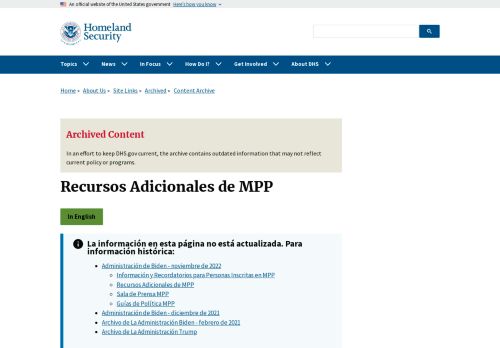 An official website of the United States government Here's how you know
Homeland
Security
Topics News In Focus How Do I? Get Involved About DHS
Home About Us Site Links Archived Content Archive
Archived Content
In an effort to keep DHS.gov current, the archive contains outdated information that may not reflect
current policy or programs.
Recursos Adicionales de MPP
In English
La información en esta página no está actualizada. Para
información histórica:
Administración de Biden - noviembre de 2022
Información y Recordatorio para Personas Inscritas en MPP
Recursos Adicionales de MPP
Sala de Prensa MPP
Guías de Política MPP
Administración de Biden - diciembre de 2021
Archivo de La Administración Biden - febrero de 2021
Archivo de La Administración Trump